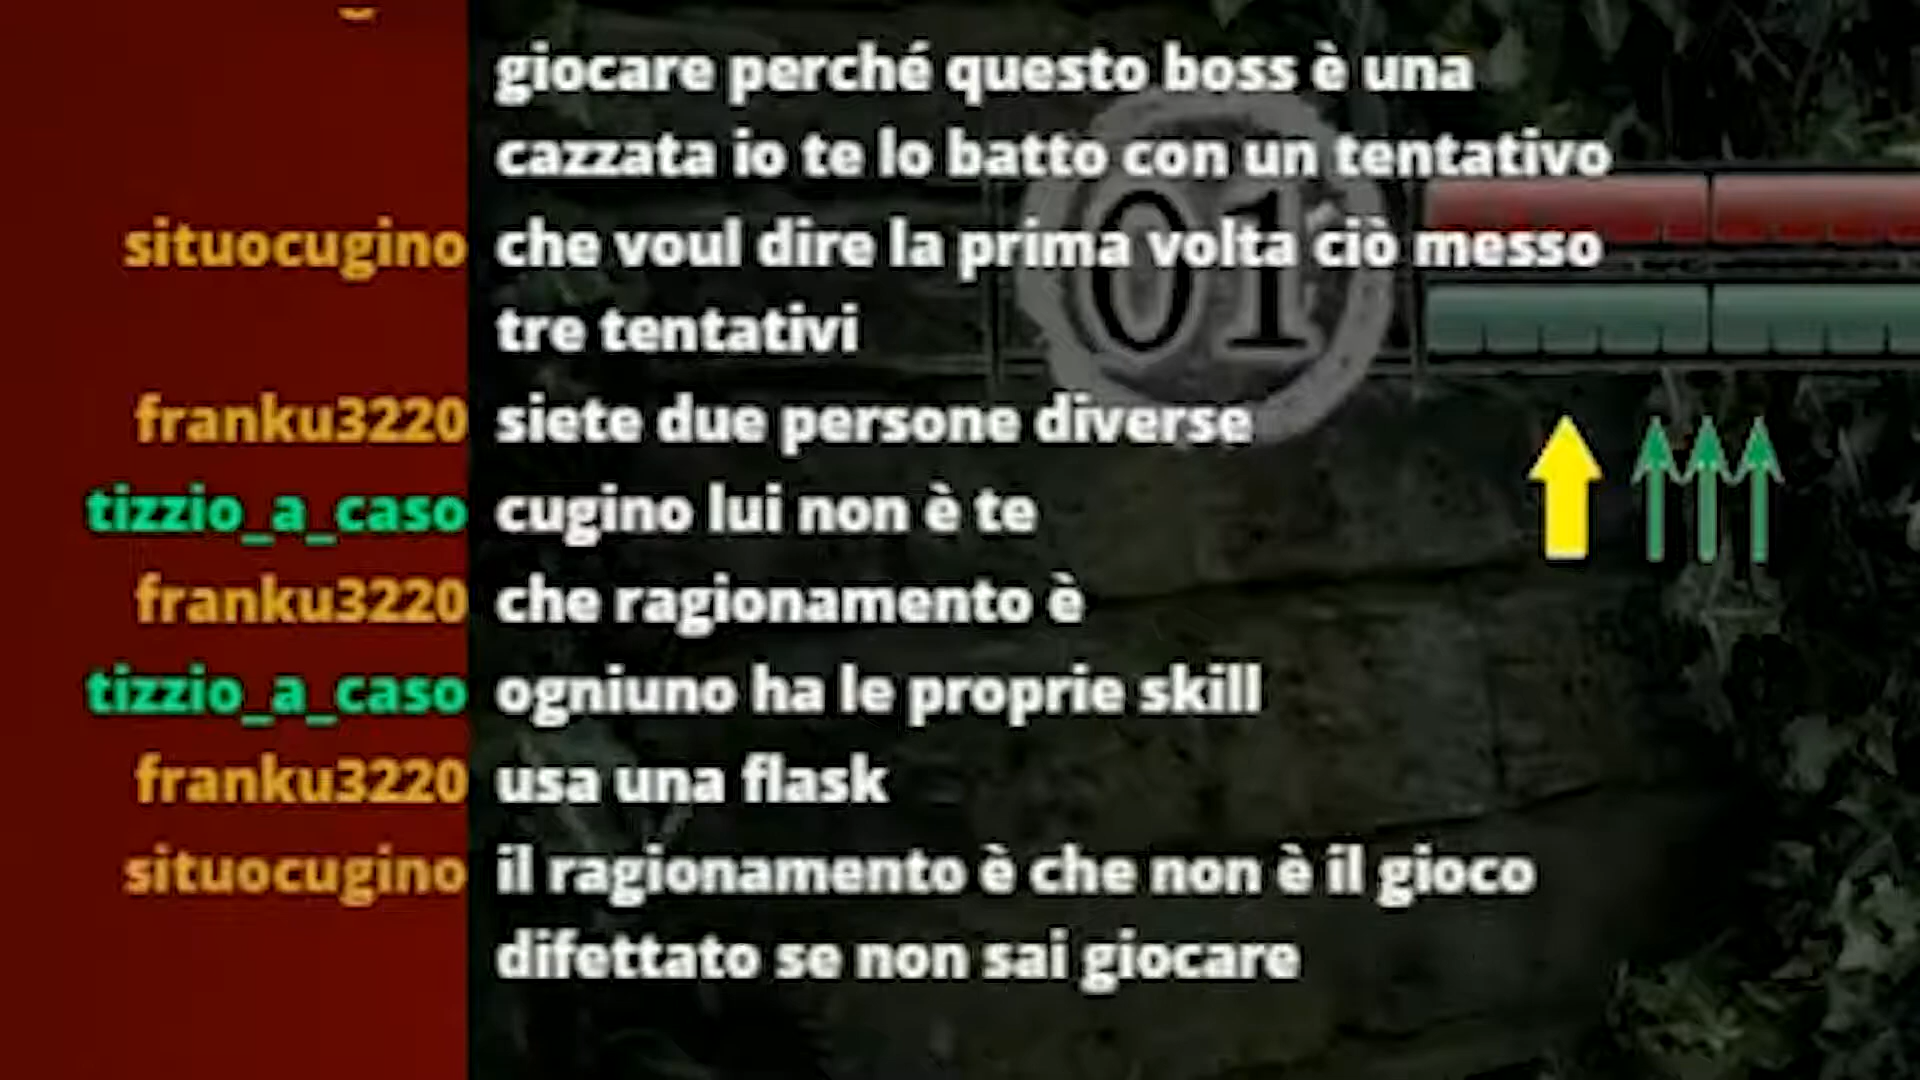 giocare perché questo boss è una
cazzata io te lo batto con un tentativo
situocugino che voul dire la prima volta ciò messo
tre tentativi
franku3220 siete due persone diverse
tizzio_a_caso cugino lui non è te
franku3220 che ragionamento è
tizzio_a_caso ogniuno ha le proprie skill
franku3220 usa una flask
situocugino il ragionamento è che non è il gioco
difettato se non sai giocare
01